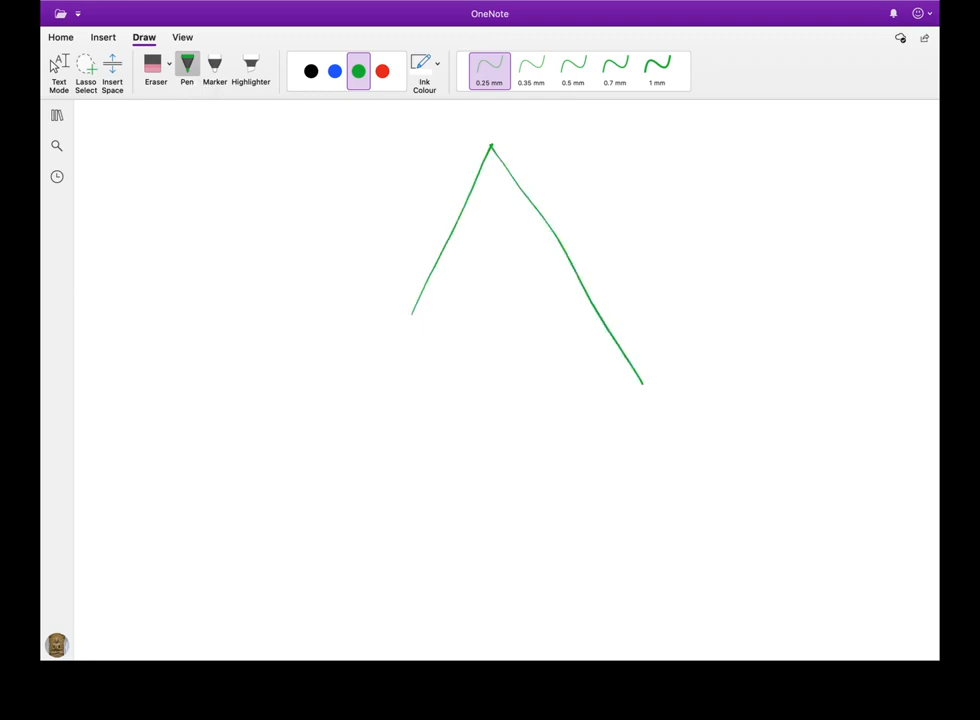 OneNote
Home Insert Draw View
Text Mode
Lasso Select
Insert Space
Eraser
Pen
Marker
Highlighter
Ink Colour
0.25 mm
0.35 mm
0.5 mm
0.7 mm
1 mm